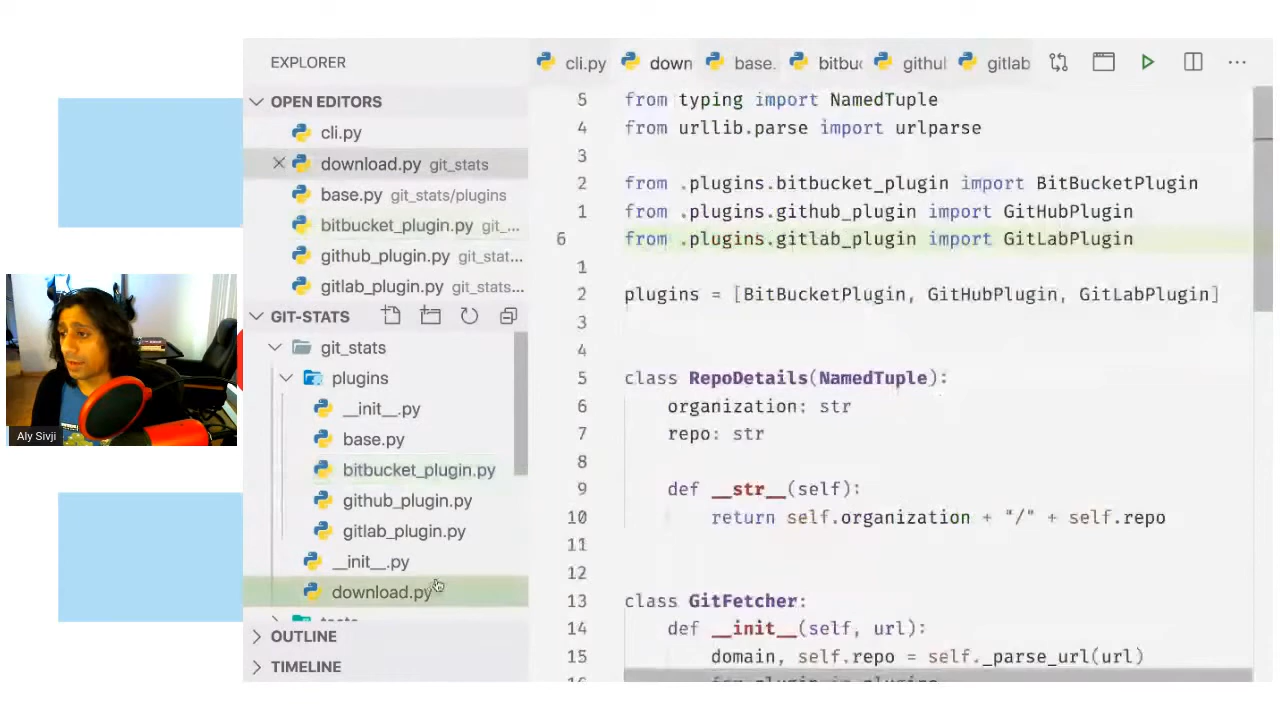 EXPLORER
OPEN EDITORS
cli.py
download.py git_stats
base.py git_stats/plugins
bitbucket_plugin.py git_...
github_plugin.py git_stat...
gitlab_plugin.py git_stats...
GIT-STATS
git_stats
plugins
__init__.py
base.py
bitbucket_plugin.py
github_plugin.py
gitlab_plugin.py
__init__.py
download.py
OUTLINE
TIMELINE
Aly Sivji
cli.py down base. bitbu githul gitlab ...
5 from typing import NamedTuple
4 from urllib.parse import urlparse
3
2 from .plugins.bitbucket_plugin import BitBucketPlugin
1 from .plugins.github_plugin import GitHubPlugin
6 from .plugins.gitlab_plugin import GitLabPlugin
1
2 plugins = [BitBucketPlugin, GitHubPlugin, GitLabPlugin]
3
4
5 class RepoDetails(NamedTuple):
6 organization: str
7 repo: str
8
9 def __str__(self):
10 return self.organization + "/" + self.repo
11
12
13 class GitFetcher:
14 def __init__(self, url):
15 domain, self.repo = self._parse_url(url)